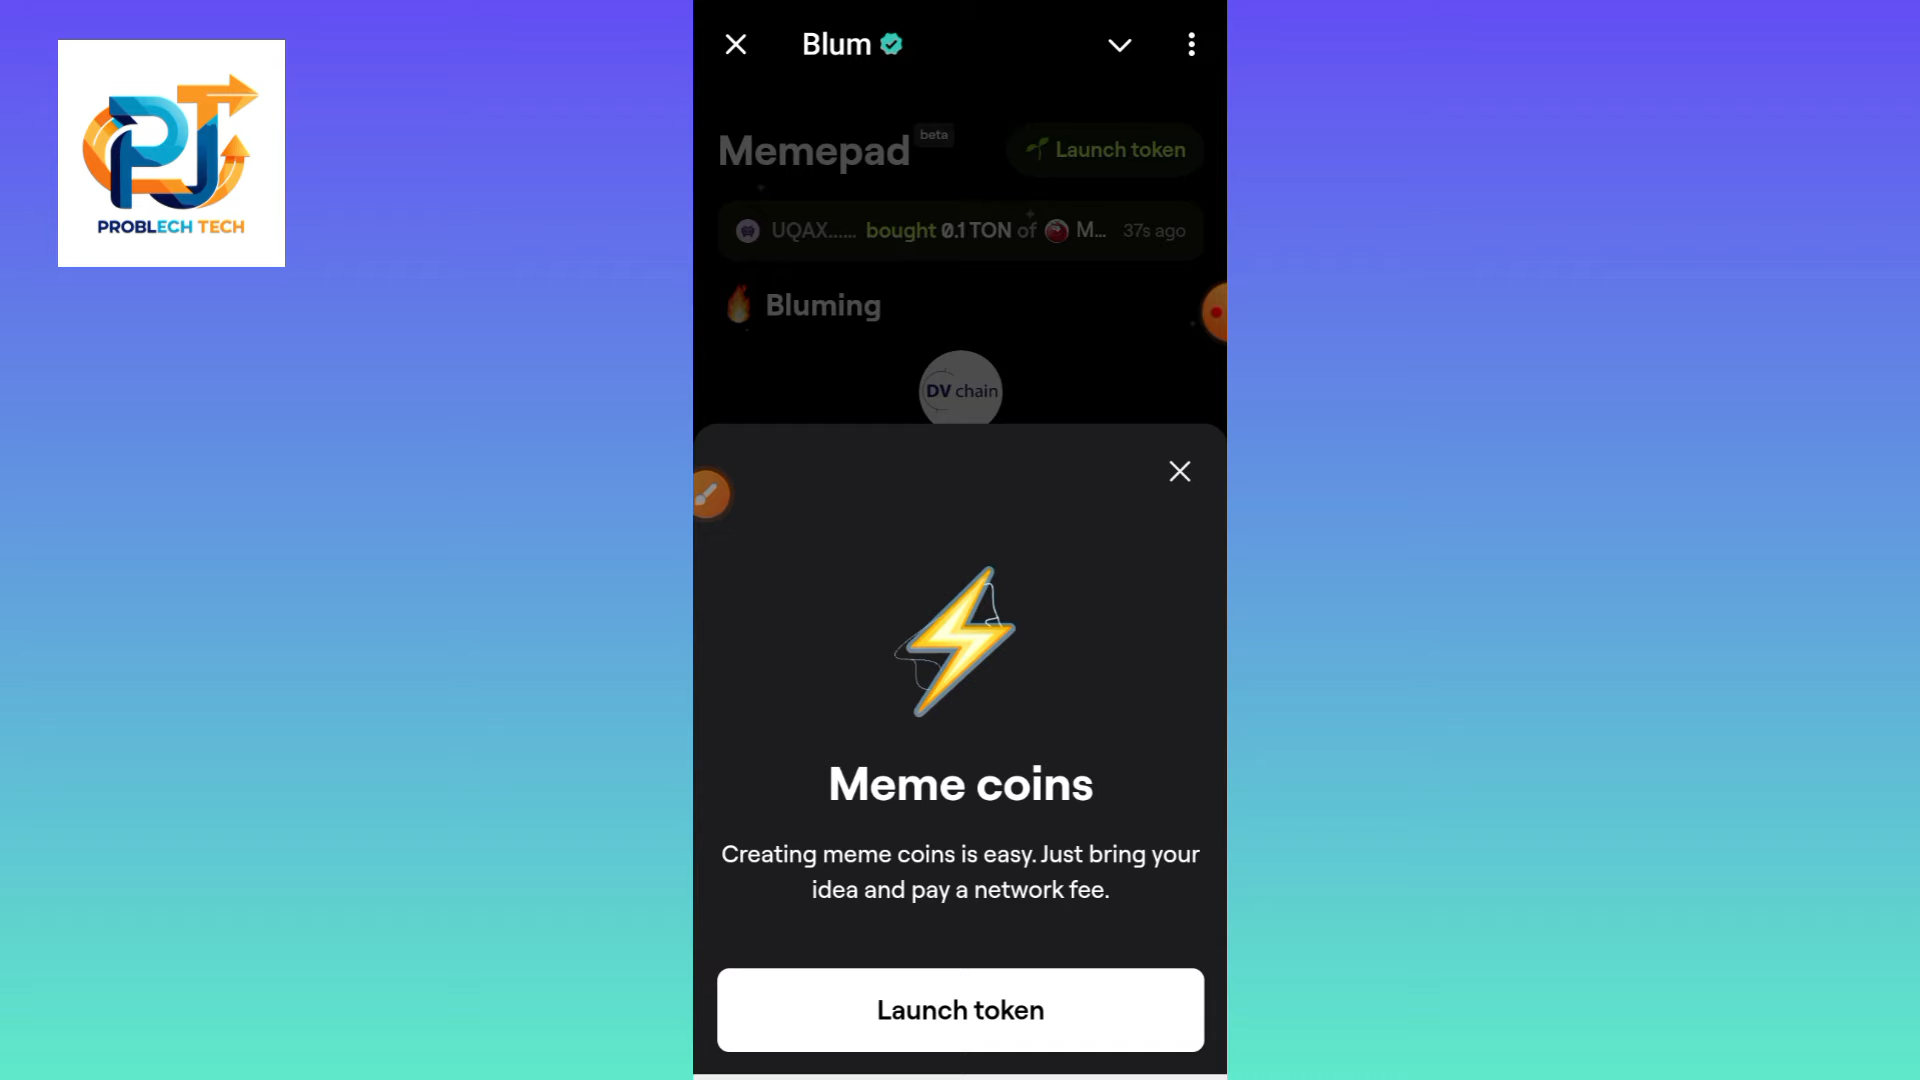 PROBLECH TECH
Blum
Memepad beta
Launch token
UQAX...... bought 0.1 TON of M... 37s ago
Bluming
DV chain
Meme coins
Creating meme coins is easy. Just bring your
idea and pay a network fee.
Launch token